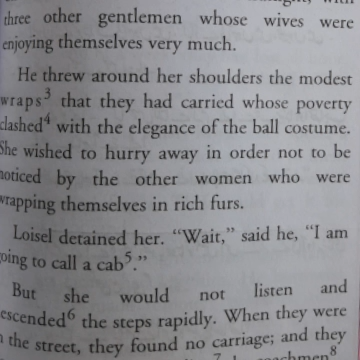 three other gentlemen whose wives were
enjoying themselves very much.
He threw around her shoulders the modest
wraps³ that they had carried whose poverty
clashed⁴ with the elegance of the ball costume.
She wished to hurry away in order not to be
noticed by the other women who were
wrapping themselves in rich furs.
Loisel detained her. “Wait,” said he, “I am
going to call a cab⁵.”
But she would not listen and
descended⁶ the steps rapidly. When they were
in the street, they found no carriage; and they